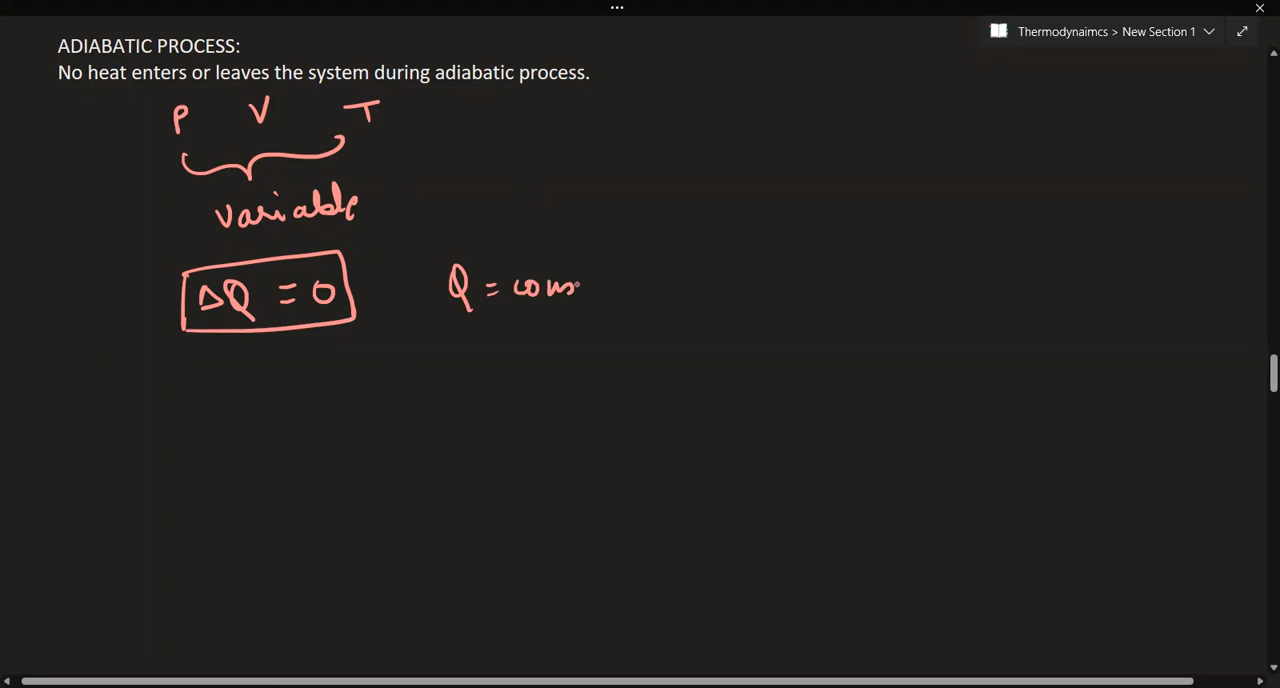 Thermodynaimcs > New Section 1
ADIABATIC PROCESS:
No heat enters or leaves the system during adiabatic process.
P V T
variable
ΔQ = 0 Q = cons